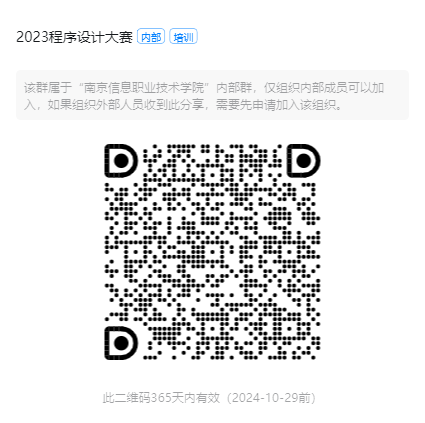 2023程序设计大赛 内部 培训
该群属于“南京信息职业技术学院”内部群，仅组织内部成员可以加
入，如果组织外部人员收到此分享，需要先申请加入该组织。
此二维码365天内有效（2024-10-29前）